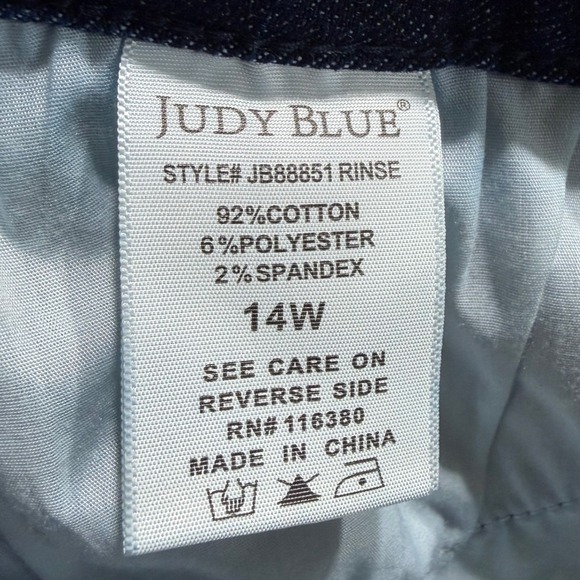 JUDY BLUE®
STYLE# JB88851 RINSE
92%COTTON
6%POLYESTER
2%SPANDEX
14W
SEE CARE ON
REVERSE SIDE
RN# 116380
MADE IN CHINA